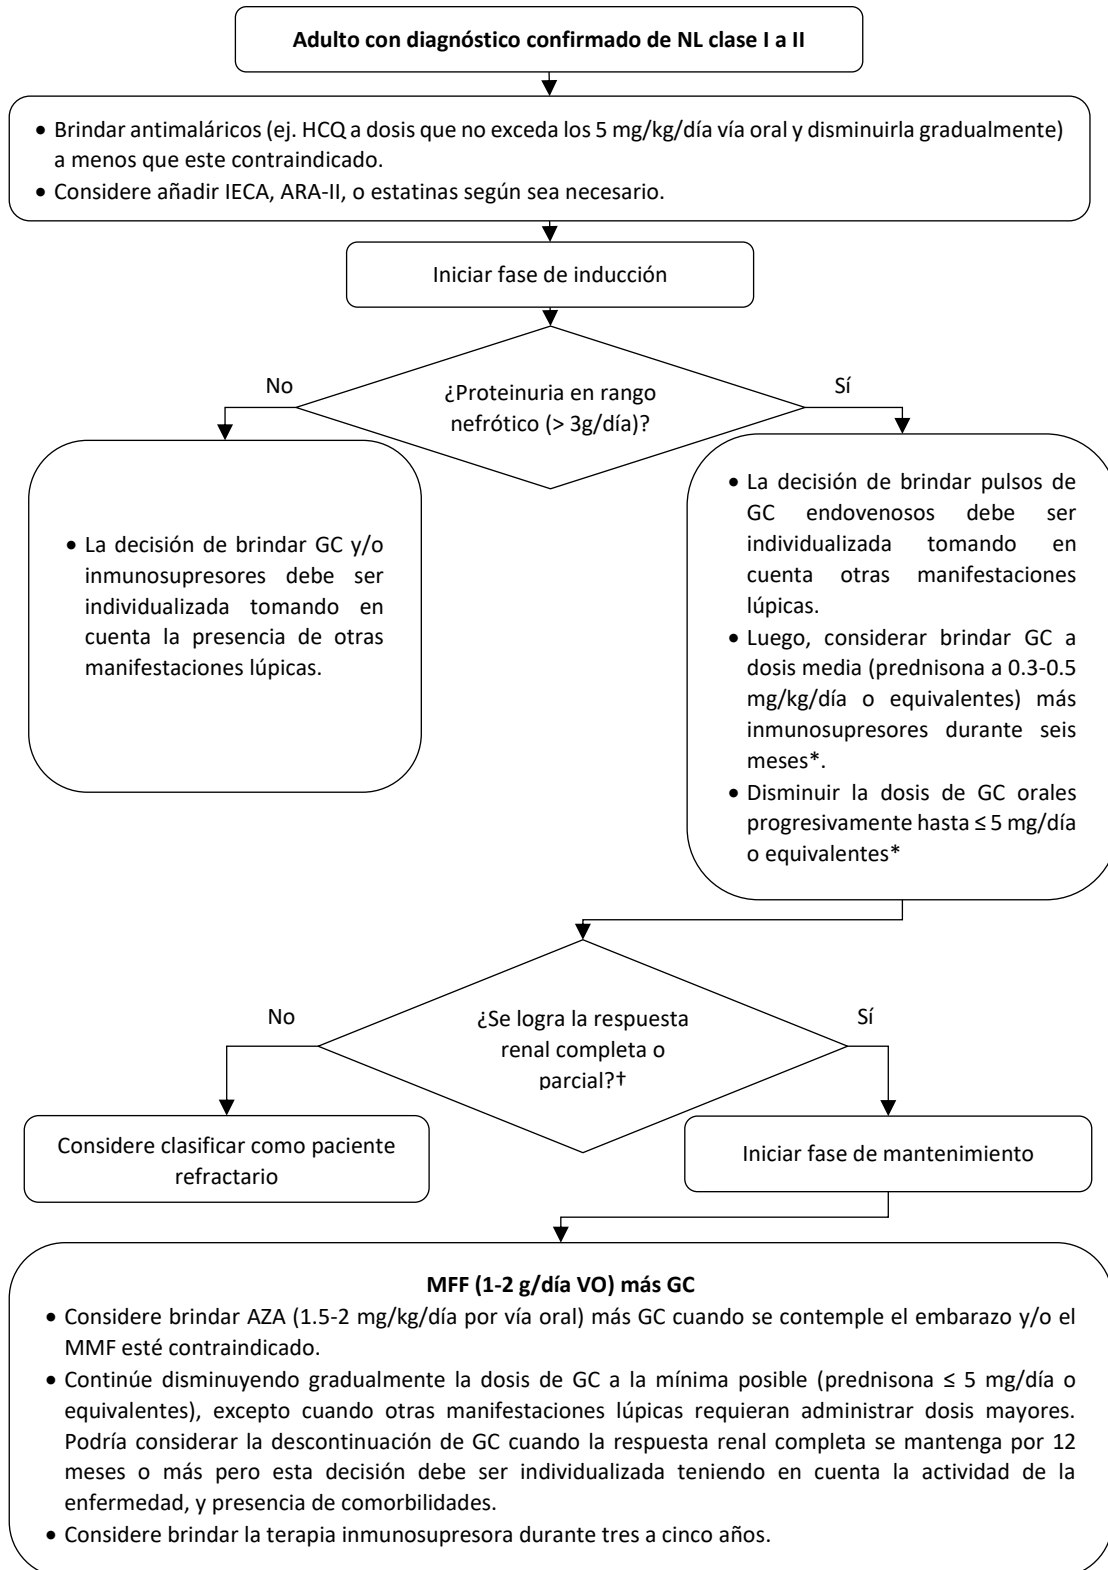 Adulto con diagnóstico confirmado de NL clase I a II
• Brindar antimaláricos (ej. HCQ a dosis que no exceda los 5 mg/kg/día vía oral y disminuirla gradualmente)
a menos que este contraindicado.
• Considere añadir IECA, ARA-II, o estatinas según sea necesario.
Iniciar fase de inducción
¿Proteinuria en rango
nefrótico (> 3g/día)?
No
Sí
• La decisión de brindar GC y/o
inmunosupresores debe ser
individualizada tomando en
cuenta la presencia de otras
manifestaciones lúpicas.
• La decisión de brindar pulsos de
GC endovenosos debe ser
individualizada tomando en
cuenta otras manifestaciones
lúpicas.
• Luego, considerar brindar GC a
dosis media (prednisona a 0.3-0.5
mg/kg/día o equivalentes) más
inmunosupresores durante seis
meses*.
• Disminuir la dosis de GC orales
progresivamente hasta ≤ 5 mg/día
o equivalentes*
¿Se logra la respuesta
renal completa o
parcial?†
No
Sí
Considere clasificar como paciente
refractario
Iniciar fase de mantenimiento
MFF (1-2 g/día VO) más GC
• Considere brindar AZA (1.5-2 mg/kg/día por vía oral) más GC cuando se contemple el embarazo y/o el
MMF esté contraindicado.
• Continúe disminuyendo gradualmente la dosis de GC a la mínima posible (prednisona ≤ 5 mg/día o
equivalentes), excepto cuando otras manifestaciones lúpicas requieran administrar dosis mayores.
Podría considerar la descontinuación de GC cuando la respuesta renal completa se mantenga por 12
meses o más pero esta decisión debe ser individualizada teniendo en cuenta la actividad de la
enfermedad, y presencia de comorbilidades.
• Considere brindar la terapia inmunosupresora durante tres a cinco años.